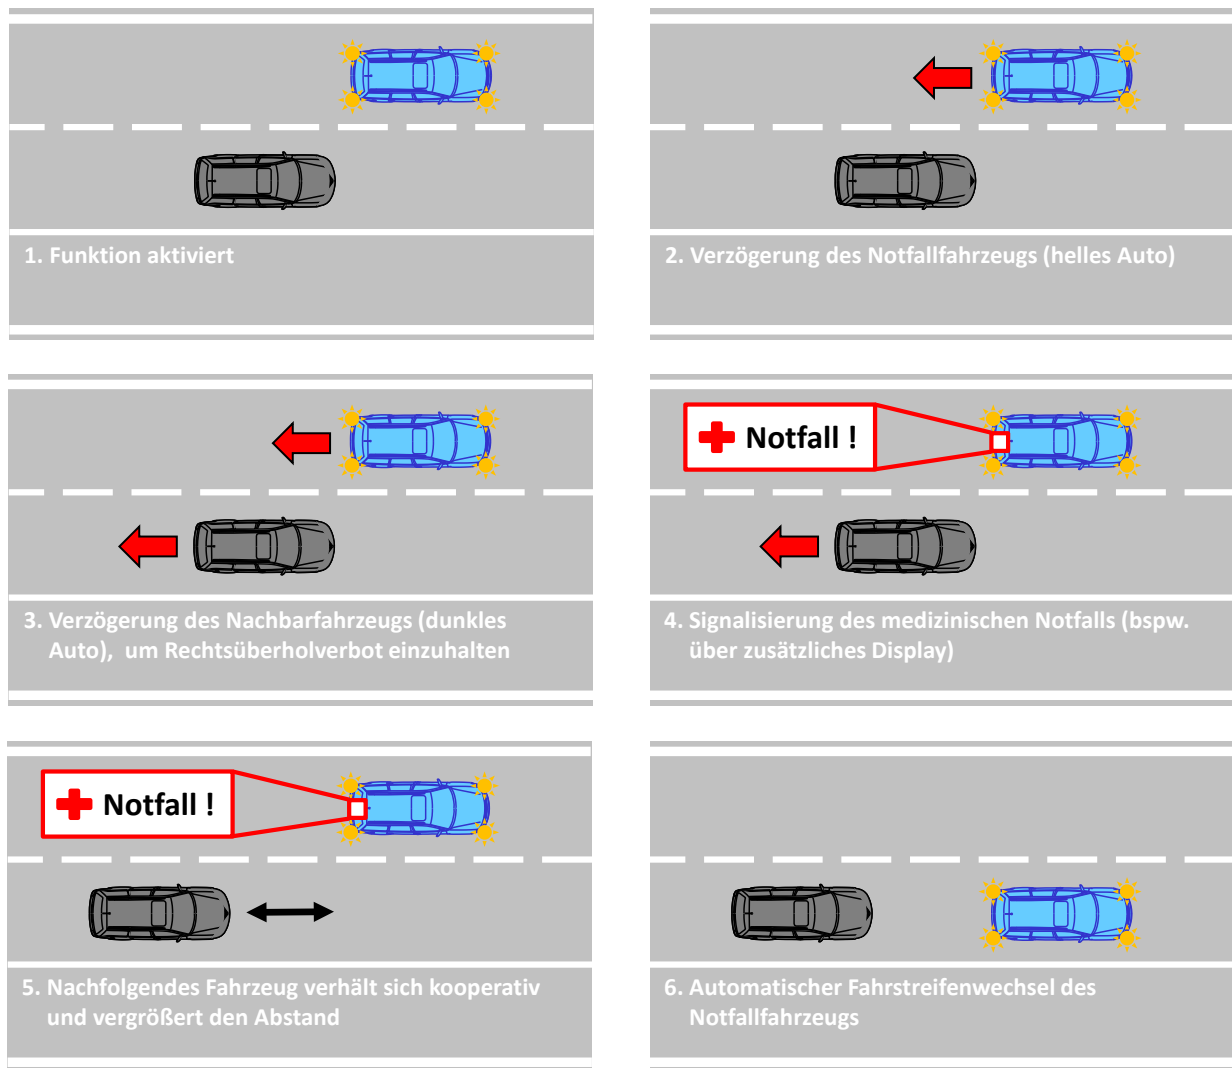 1. Funktion aktiviert
2. Verzögerung des Notfallfahrzeugs (helles Auto)
3. Verzögerung des Nachbarfahrzeugs (dunkles
Auto), um Rechtsüberholverbot einzuhalten
Notfall !
4. Signalisierung des medizinischen Notfalls (bspw.
über zusätzliches Display)
Notfall !
5. Nachfolgendes Fahrzeug verhält sich kooperativ
und vergrößert den Abstand
6. Automatischer Fahrstreifenwechsel des
Notfallfahrzeugs